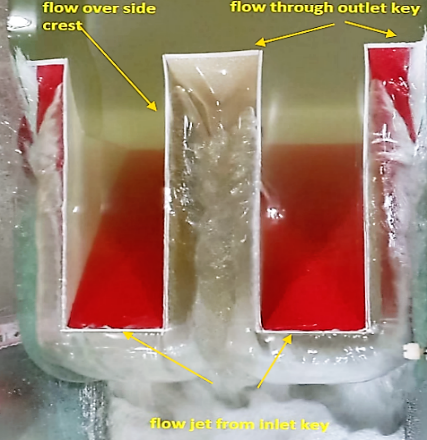 flow over side
crest
flow through outlet key
flow jet from inlet key